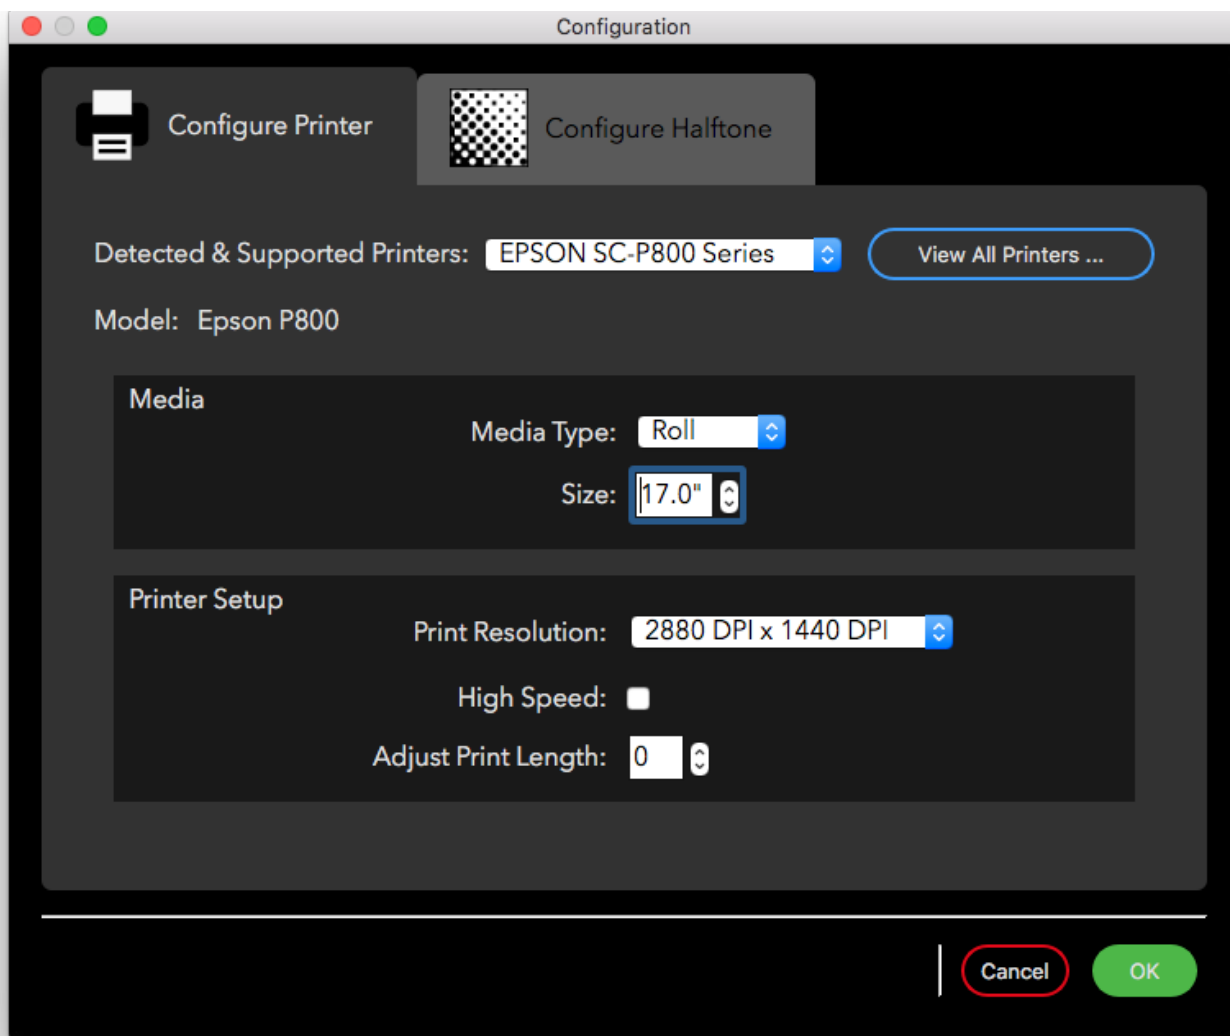 Configuration
Configure Printer
Configure Halftone
Detected & Supported Printers: EPSON SC-P800 Series View All Printers ...
Model: Epson P800
Media
Media Type: Roll
Size: 17.0"
Printer Setup
Print Resolution: 2880 DPI x 1440 DPI
High Speed:
Adjust Print Length: 0
Cancel OK